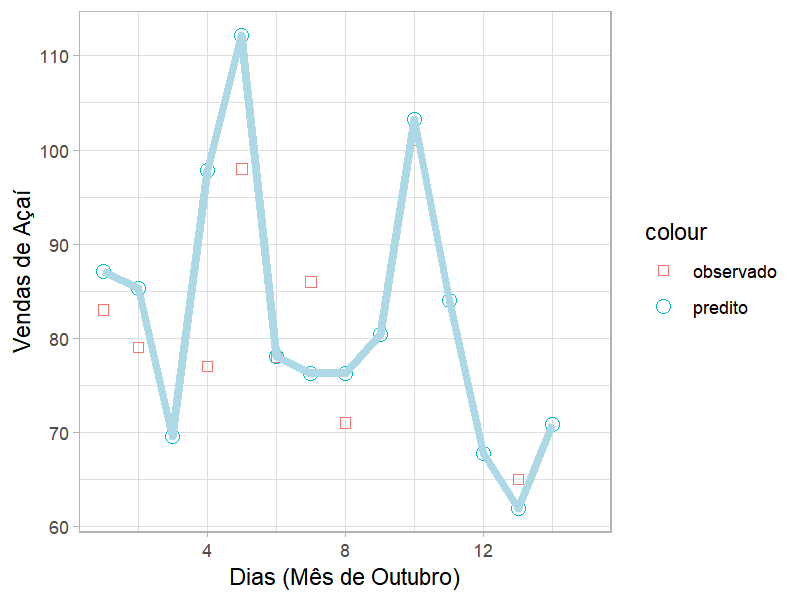 110
100
90
80
70
60
4 8 12
Vendas de Açaí
Dias (Mês de Outubro)
colour
observado
predito